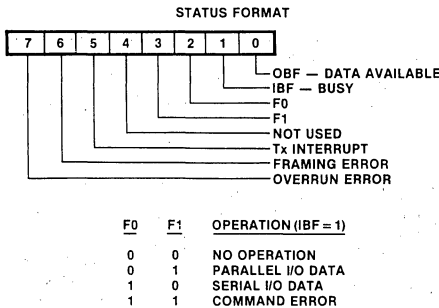 STATUS FORMAT
7 6 5 4 3 2 1 0
OBF — DATA AVAILABLE
IBF — BUSY
F0
F1
NOT USED
Tx INTERRUPT
FRAMING ERROR
OVERRUN ERROR
F0 F1 OPERATION (IBF = 1)
0 0 NO OPERATION
0 1 PARALLEL I/O DATA
1 0 SERIAL I/O DATA
1 1 COMMAND ERROR